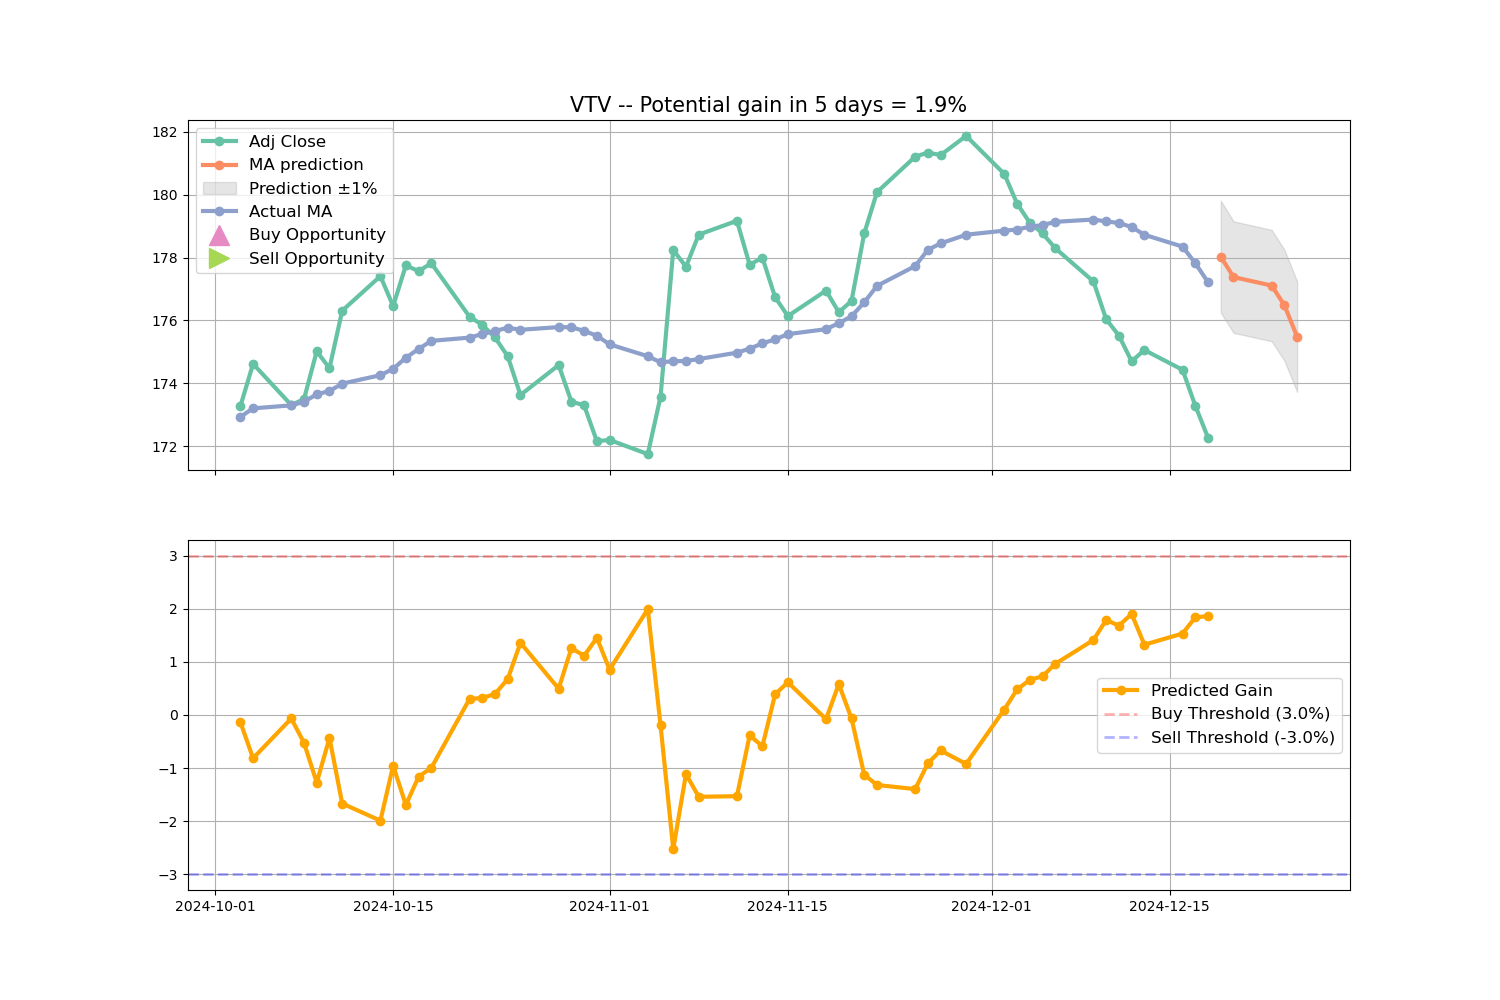 VTV -- Potential gain in 5 days = 1.9%
182
180
178
176
174
172
Adj Close
MA prediction
Prediction ±1%
Actual MA
Buy Opportunity
Sell Opportunity
3
2
1
0
−1
−2
−3
Predicted Gain
Buy Threshold (3.0%)
Sell Threshold (-3.0%)
2024-10-01
2024-10-15
2024-11-01
2024-11-15
2024-12-01
2024-12-15